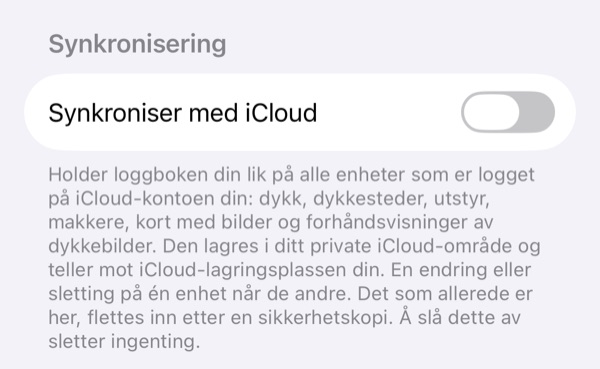 Synkronisering
Synkroniser med iCloud
Holder loggboken din lik på alle enheter som er logget
på iCloud-kontoen din: dykk, dykkesteder, utstyr,
makkere, kort med bilder og forhåndsvisninger av
dykkebilder. Den lagres i ditt private iCloud-område og
teller mot iCloud-lagringsplassen din. En endring eller
sletting på én enhet når de andre. Det som allerede er
her, flettes inn etter en sikkerhetskopi. Å slå dette av
sletter ingenting.